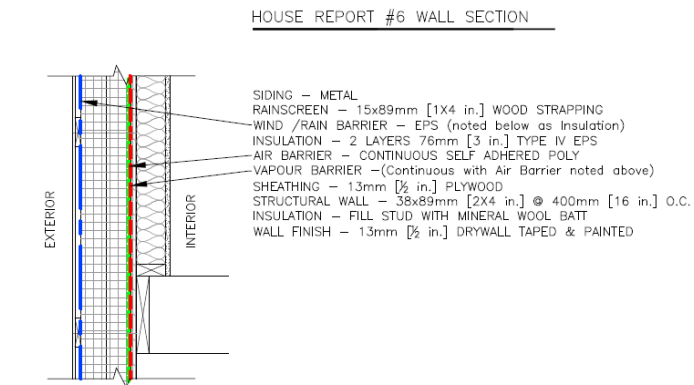 HOUSE REPORT #6 WALL SECTION
SIDING – METAL
RAINSCREEN – 15x89mm [1X4 in.] WOOD STRAPPING
WIND /RAIN BARRIER – EPS (noted below as Insulation)
INSULATION – 2 LAYERS 76mm [3 in.] TYPE IV EPS
AIR BARRIER – CONTINUOUS SELF ADHERED POLY
VAPOUR BARRIER –(Continuous with Air Barrier noted above)
SHEATHING – 13mm [½ in.] PLYWOOD
STRUCTURAL WALL – 38x89mm [2X4 in.] @ 400mm [16 in.] O.C.
INSULATION – FILL STUD WITH MINERAL WOOL BATT
WALL FINISH – 13mm [½ in.] DRYWALL TAPED & PAINTED
EXTERIOR
INTERIOR